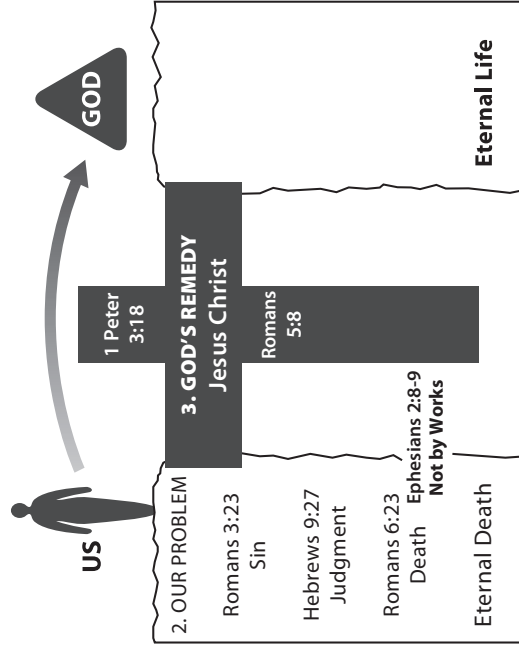 US
GOD
2. OUR PROBLEM
Romans 3:23
Sin
Hebrews 9:27
Judgment
Romans 6:23
Death
Eternal Death
Ephesians 2:8-9
Not by Works
1 Peter
3:18
3. GOD'S REMEDY
Jesus Christ
Romans
5:8
Eternal Life